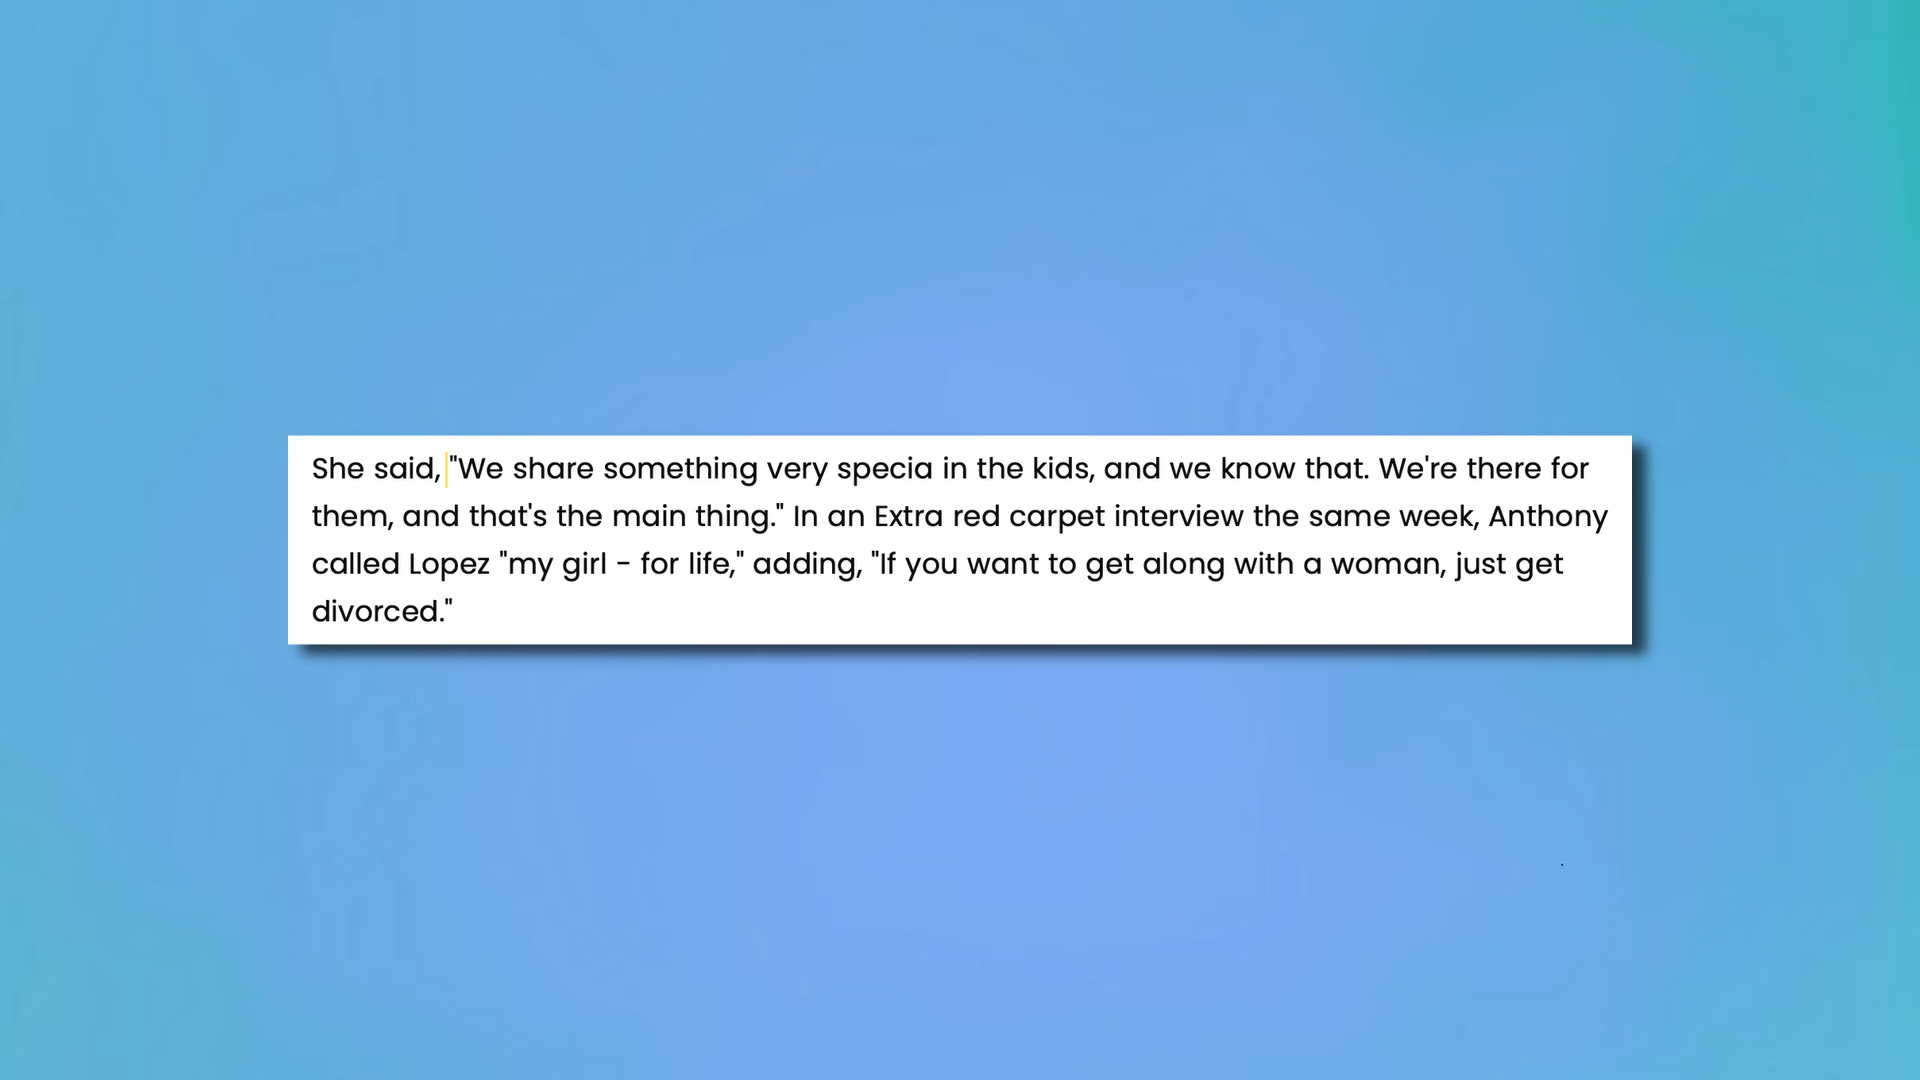 She said, "We share something very specia in the kids, and we know that. We're there for
them, and that's the main thing." In an Extra red carpet interview the same week, Anthony
called Lopez "my girl - for life," adding, "If you want to get along with a woman, just get
divorced."